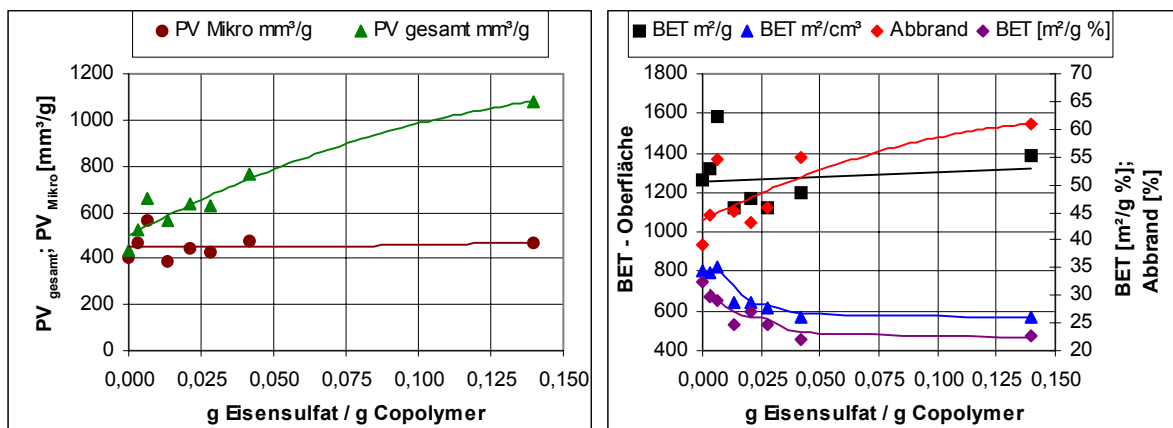 PV Mikro mm³/g PV gesamt mm³/g
PV gesamt; PV Mikro [mm³/g]
1200
1000
800
600
400
200
0
0,000 0,025 0,050 0,075 0,100 0,125 0,150
g Eisensulfat / g Copolymer
BET m²/g BET m²/cm³ Abbrand BET [m²/g %]
BET - Oberfläche
1800
1600
1400
1200
1000
800
600
400
70
65
60
55
50
45
40
35
30
25
20
BET [m²/g %];
Abbrand [%]
0,000 0,025 0,050 0,075 0,100 0,125 0,150
g Eisensulfat / g Copolymer